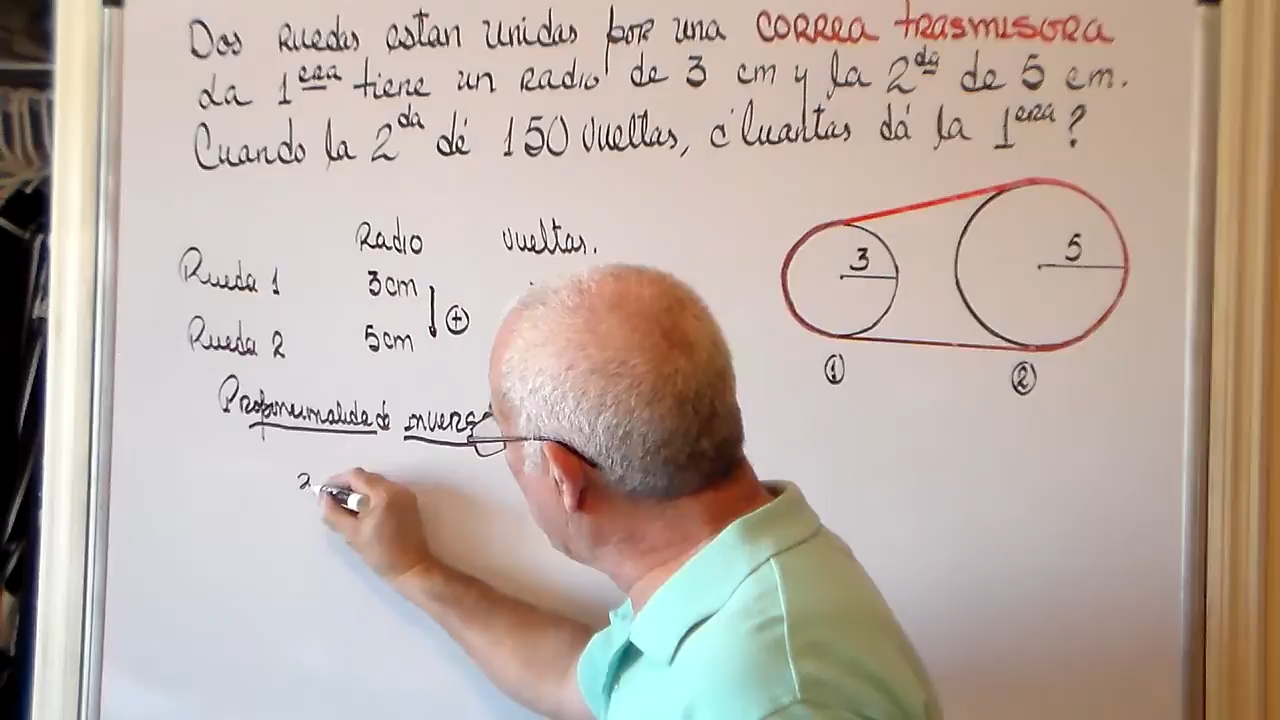 Dos Ruedas estan unidas por una CORREA tRASMISORA
La 1era tiene un Radio de 3 cm y la 2da de 5 cm.
Cuando la 2da dé 150 vueltas, ¿Cuantas dá la 1era?
Radio vueltas.
Rueda 1 3cm
Rueda 2 5cm
+
Proporcionalidad inversa
3
5
1
2